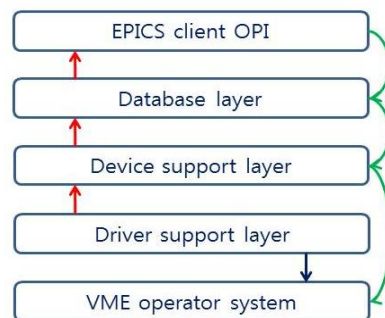 EPICS client OPI
Database layer
Device support layer
Driver support layer
VME operator system